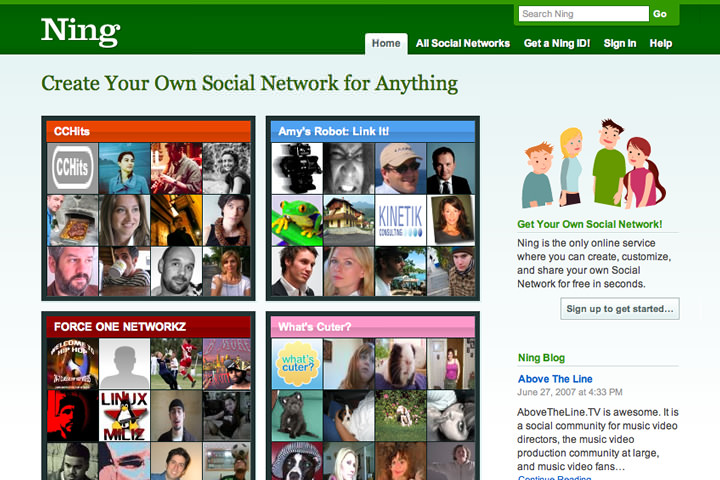 Ning
Search Ning
Go
Home
All Social Networks
Get a Ning ID!
Sign In
Help
Create Your Own Social Network for Anything
CCHits
CCHits
Amy's Robot: Link It!
KINETIK
CONSULTING
Get Your Own Social Network!
Ning is the only online service
where you can create, customize,
and share your own Social
Network for free in seconds.
Sign up to get started...
FORCE ONE NETWORKZ
WELCOME TO
HIP HOP
LINUX
MILIZ
What's Cuter?
what's
cuter?
Ning Blog
Above The Line
June 27, 2007 at 4:33 PM
AboveTheLine.TV is awesome. It is
a social community for music video
directors, the music video
production community at large,
and music video fans...
Continue Reading